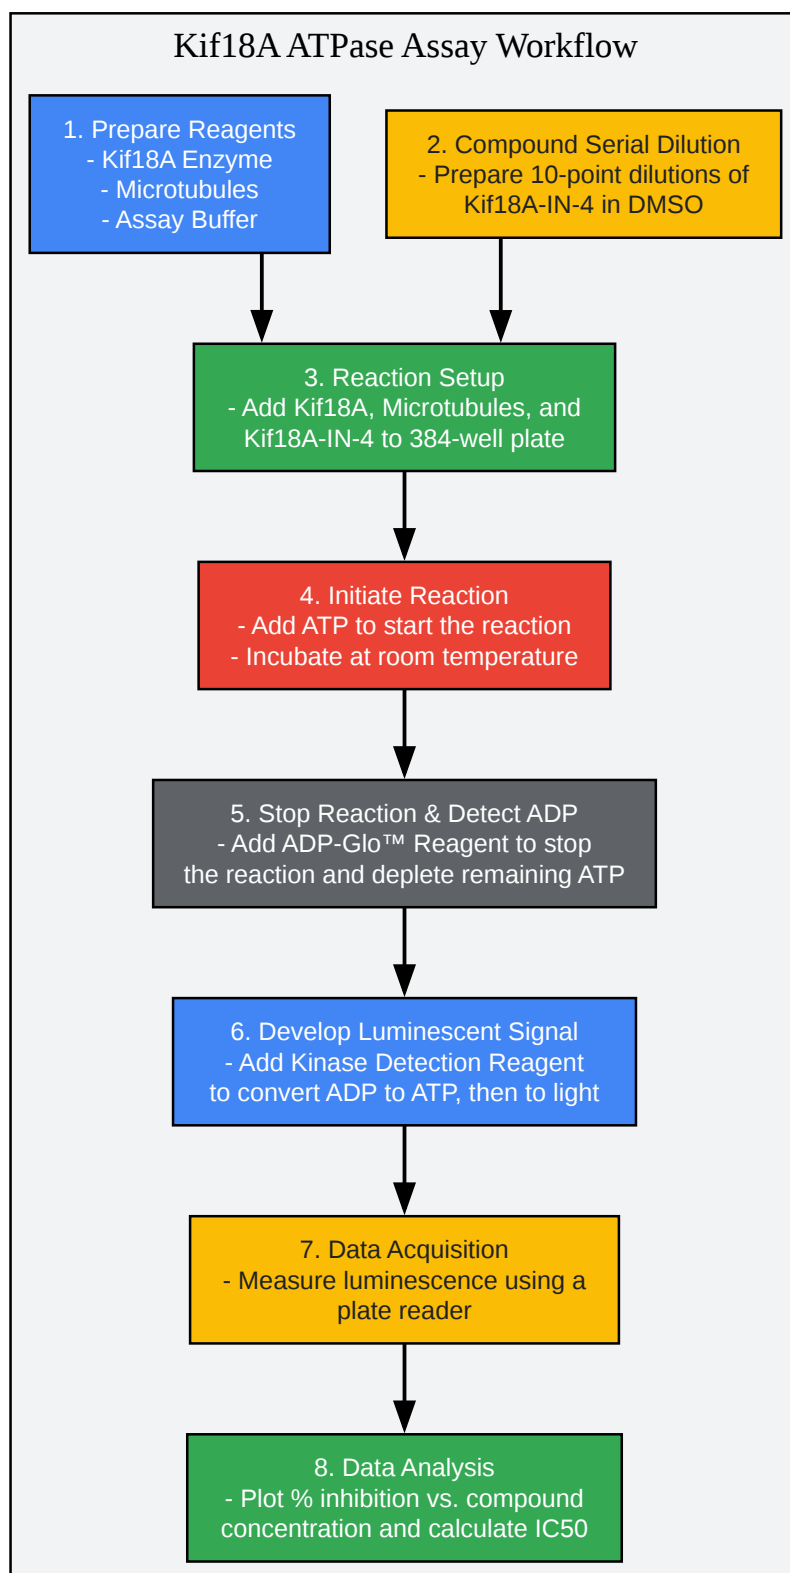 Kif18A ATPase Assay Workflow
1. Prepare Reagents
- Kif18A Enzyme
- Microtubules
- Assay Buffer
2. Compound Serial Dilution
- Prepare 10-point dilutions of
Kif18A-IN-4 in DMSO
3. Reaction Setup
- Add Kif18A, Microtubules, and
Kif18A-IN-4 to 384-well plate
4. Initiate Reaction
- Add ATP to start the reaction
- Incubate at room temperature
5. Stop Reaction & Detect ADP
- Add ADP-Glo™ Reagent to stop
the reaction and deplete remaining ATP
6. Develop Luminescent Signal
- Add Kinase Detection Reagent
to convert ADP to ATP, then to light
7. Data Acquisition
- Measure luminescence using a
plate reader
8. Data Analysis
- Plot % inhibition vs. compound
concentration and calculate IC50